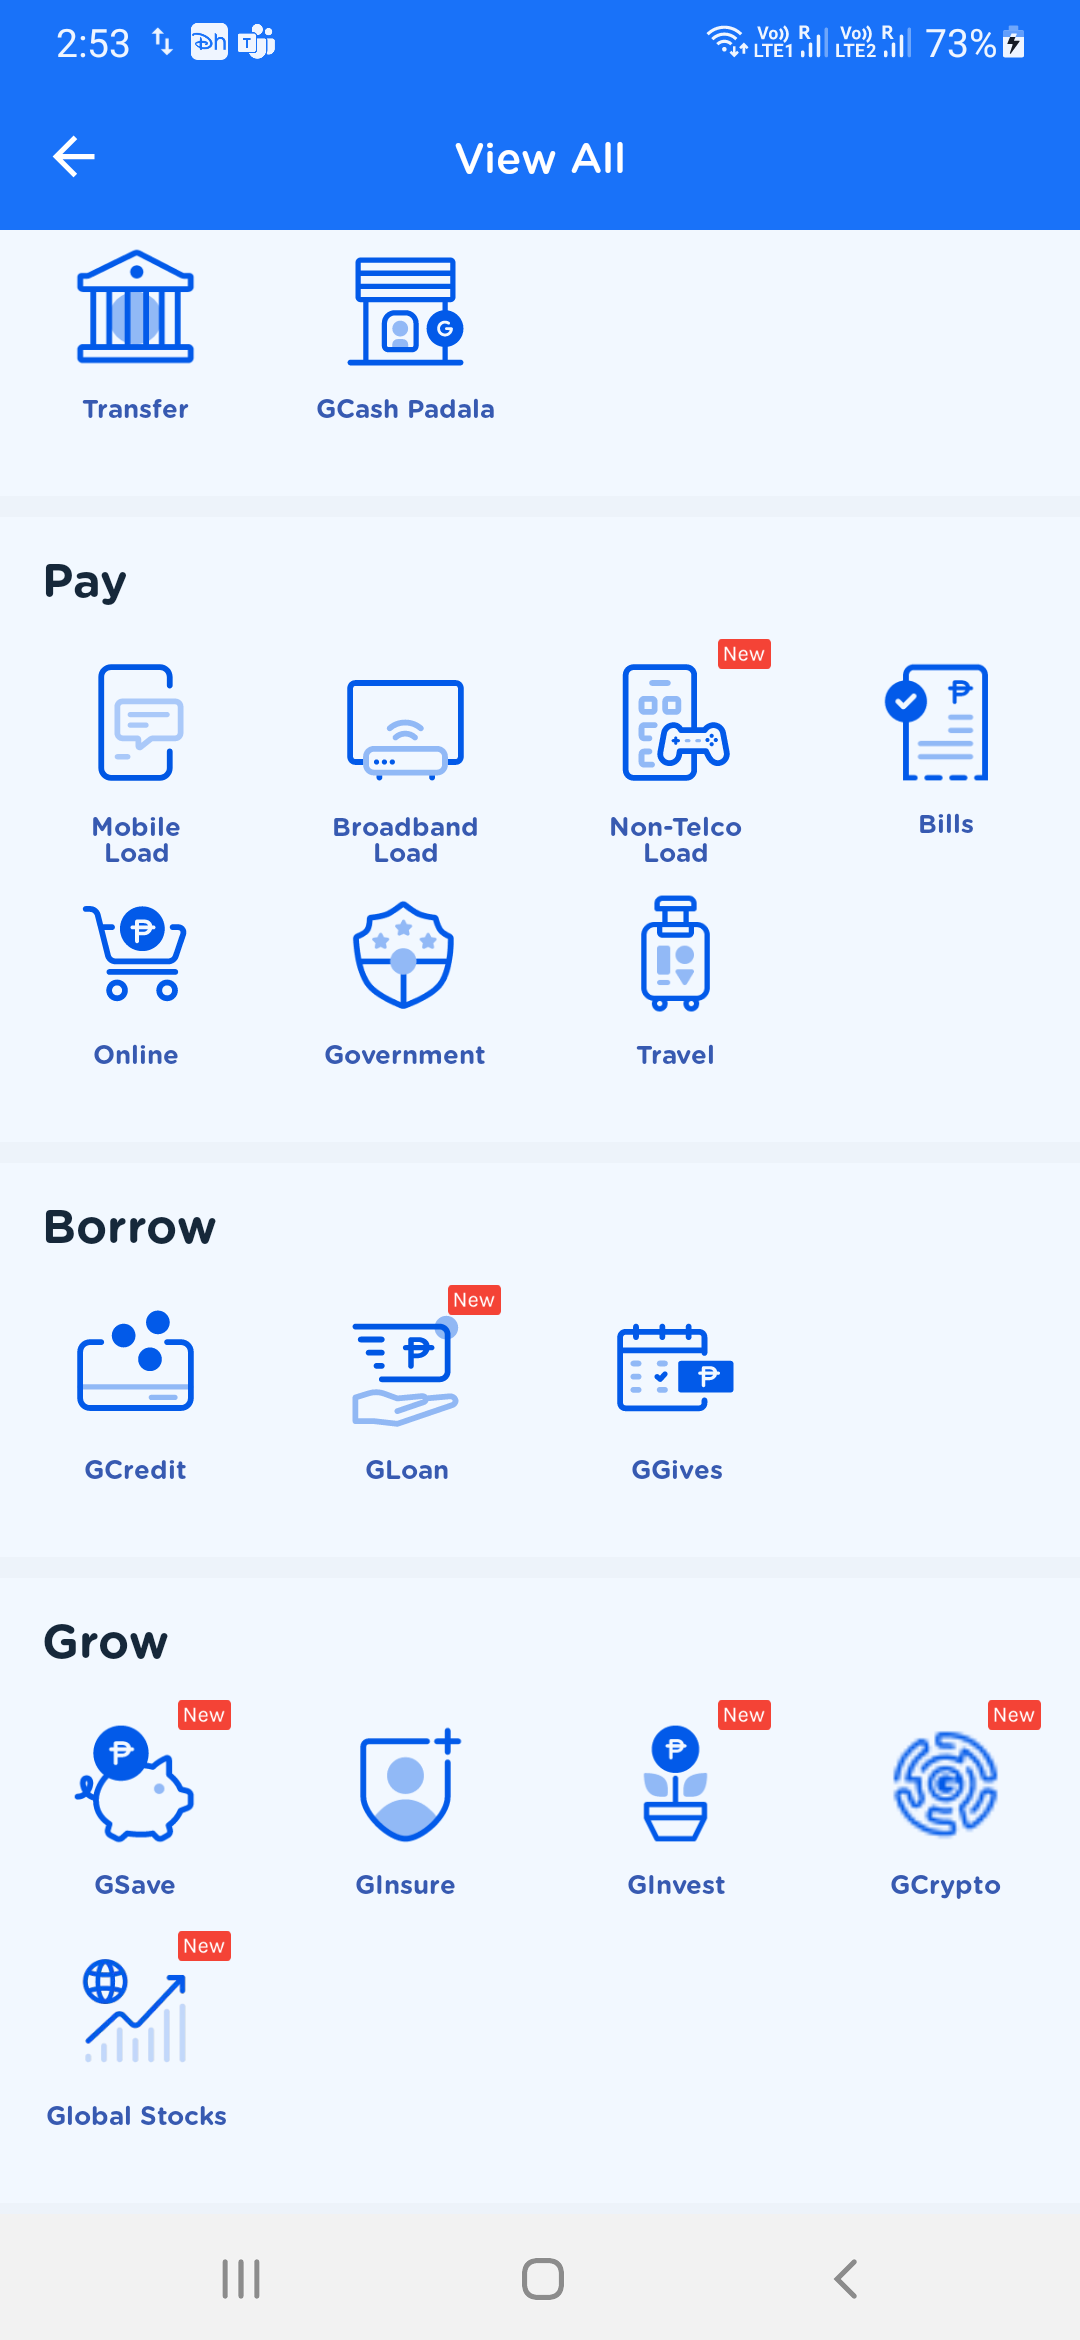 2:53
Vo)) R
LTE1
Vo)) R
LTE2
73%
View All
Transfer
GCash Padala
Pay
New
Mobile
Load
Broadband
Load
Non-Telco
Load
Bills
Online
Government
Travel
Borrow
New
GCredit
GLoan
GGives
Grow
New
New
New
GSave
GInsure
GInvest
GCrypto
New
Global Stocks